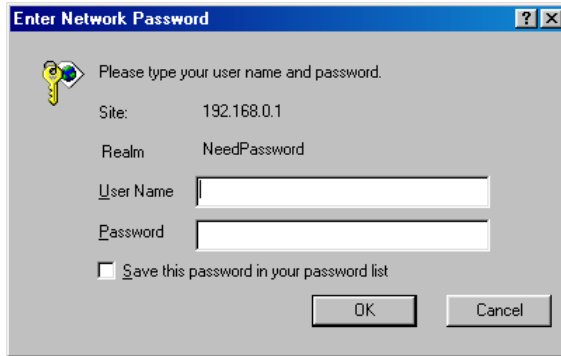 Enter Network Password
Please type your user name and password.
Site: 192.168.0.1
Realm NeedPassword
User Name
Password
Save this password in your password list
OK Cancel